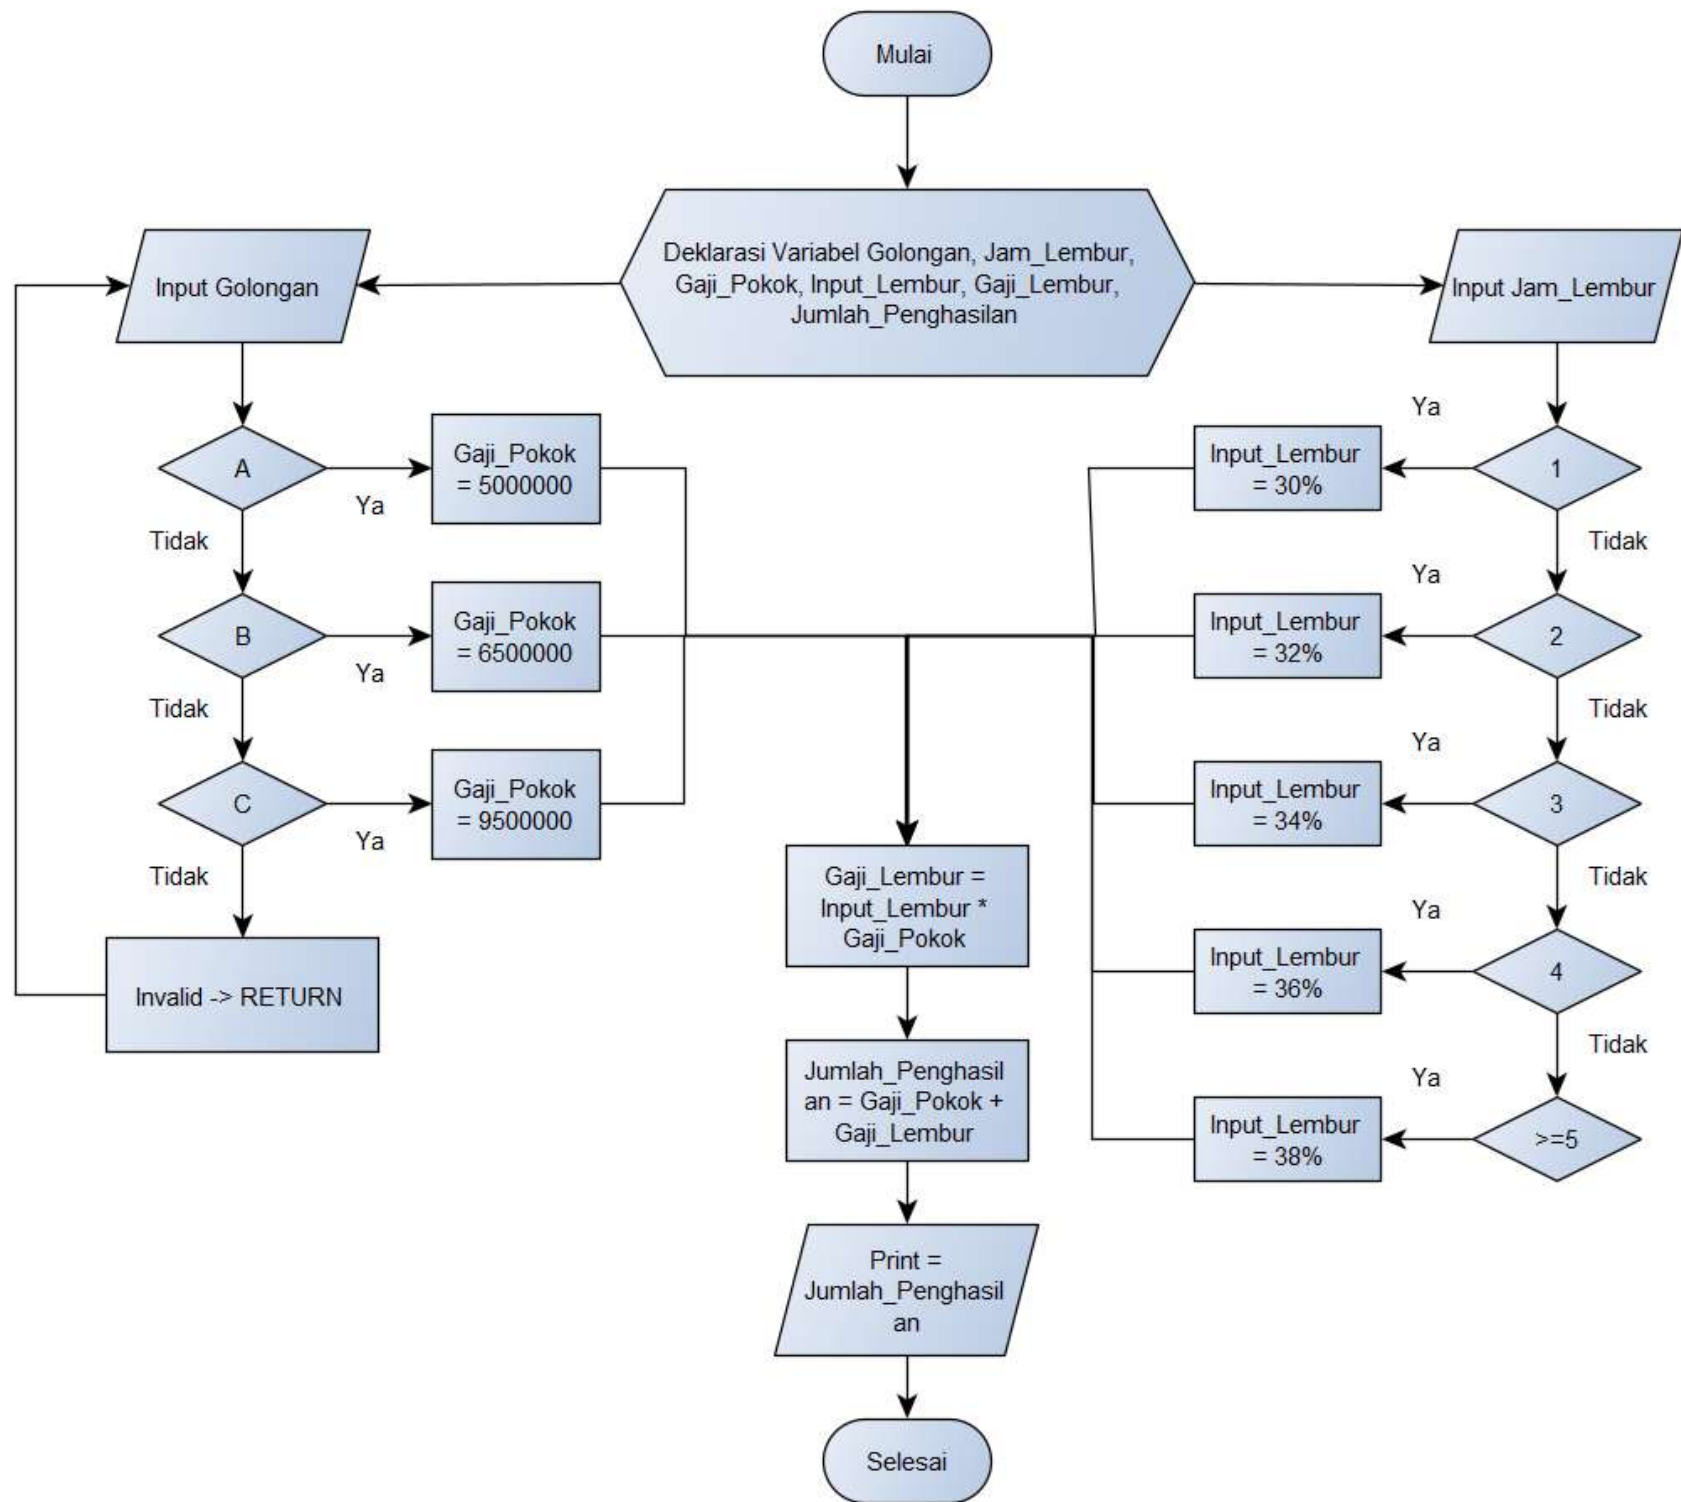 Mulai
Deklarasi Variabel Golongan, Jam_Lembur,
Gaji_Pokok, Input_Lembur, Gaji_Lembur,
Jumlah_Penghasilan
Input Golongan
A
Ya
Gaji_Pokok
= 5000000
Tidak
B
Ya
Gaji_Pokok
= 6500000
Tidak
C
Ya
Gaji_Pokok
= 9500000
Tidak
Invalid -> RETURN
Input Jam_Lembur
1
Ya
Input_Lembur
= 30%
Tidak
2
Ya
Input_Lembur
= 32%
Tidak
3
Ya
Input_Lembur
= 34%
Tidak
4
Ya
Input_Lembur
= 36%
Tidak
>=5
Ya
Input_Lembur
= 38%
Gaji_Lembur =
Input_Lembur *
Gaji_Pokok
Jumlah_Penghasil
an = Gaji_Pokok +
Gaji_Lembur
Print =
Jumlah_Penghasil
an
Selesai